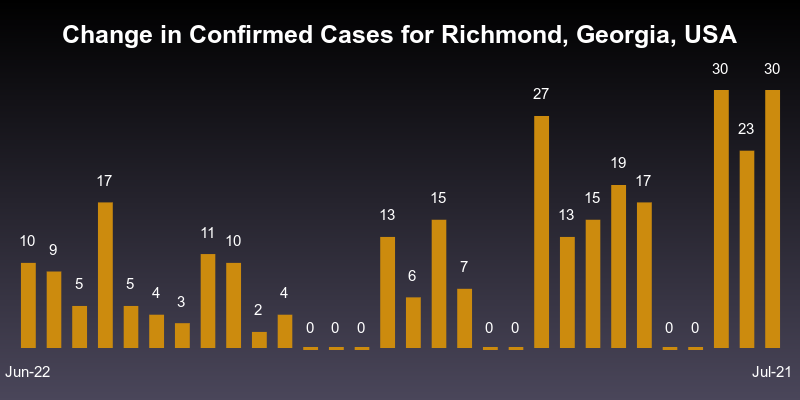 Change in Confirmed Cases for Richmond, Georgia, USA
10 9 5 17 5 4 3 11 10 2 4 0 0 0 13 6 15 7 0 0 27 13 15 19 17 0 0 30 23 30
Jun-22 Jul-21